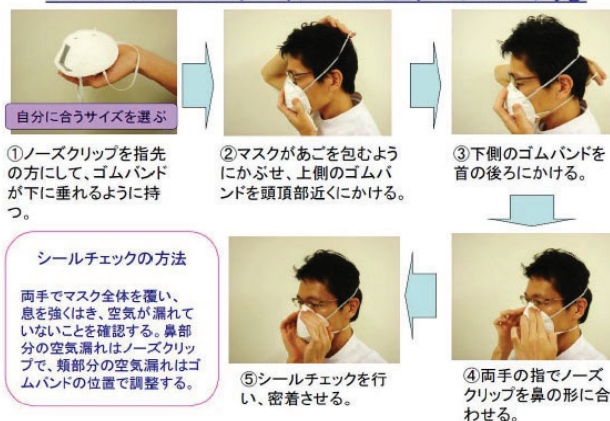 自分に合うサイズを選ぶ
①ノーズクリップを指先
の方にして、ゴムバンド
が下に垂れるように持
つ。
②マスクがあごを包むよう
にかぶせ、上側のゴムバ
ンドを頭頂部近くにかける。
③下側のゴムバンドを
首の後ろにかける。
④両手の指でノーズ
クリップを鼻の形に合
わせる。
⑤シールチェックを行
い、密着させる。
シールチェックの方法
両手でマスク全体を覆い、
息を強くはき、空気が漏れて
いないことを確認する。鼻部
分の空気漏れはノーズクリッ
プで、頬部分の空気漏れはゴ
ムバンドの位置で調整する。